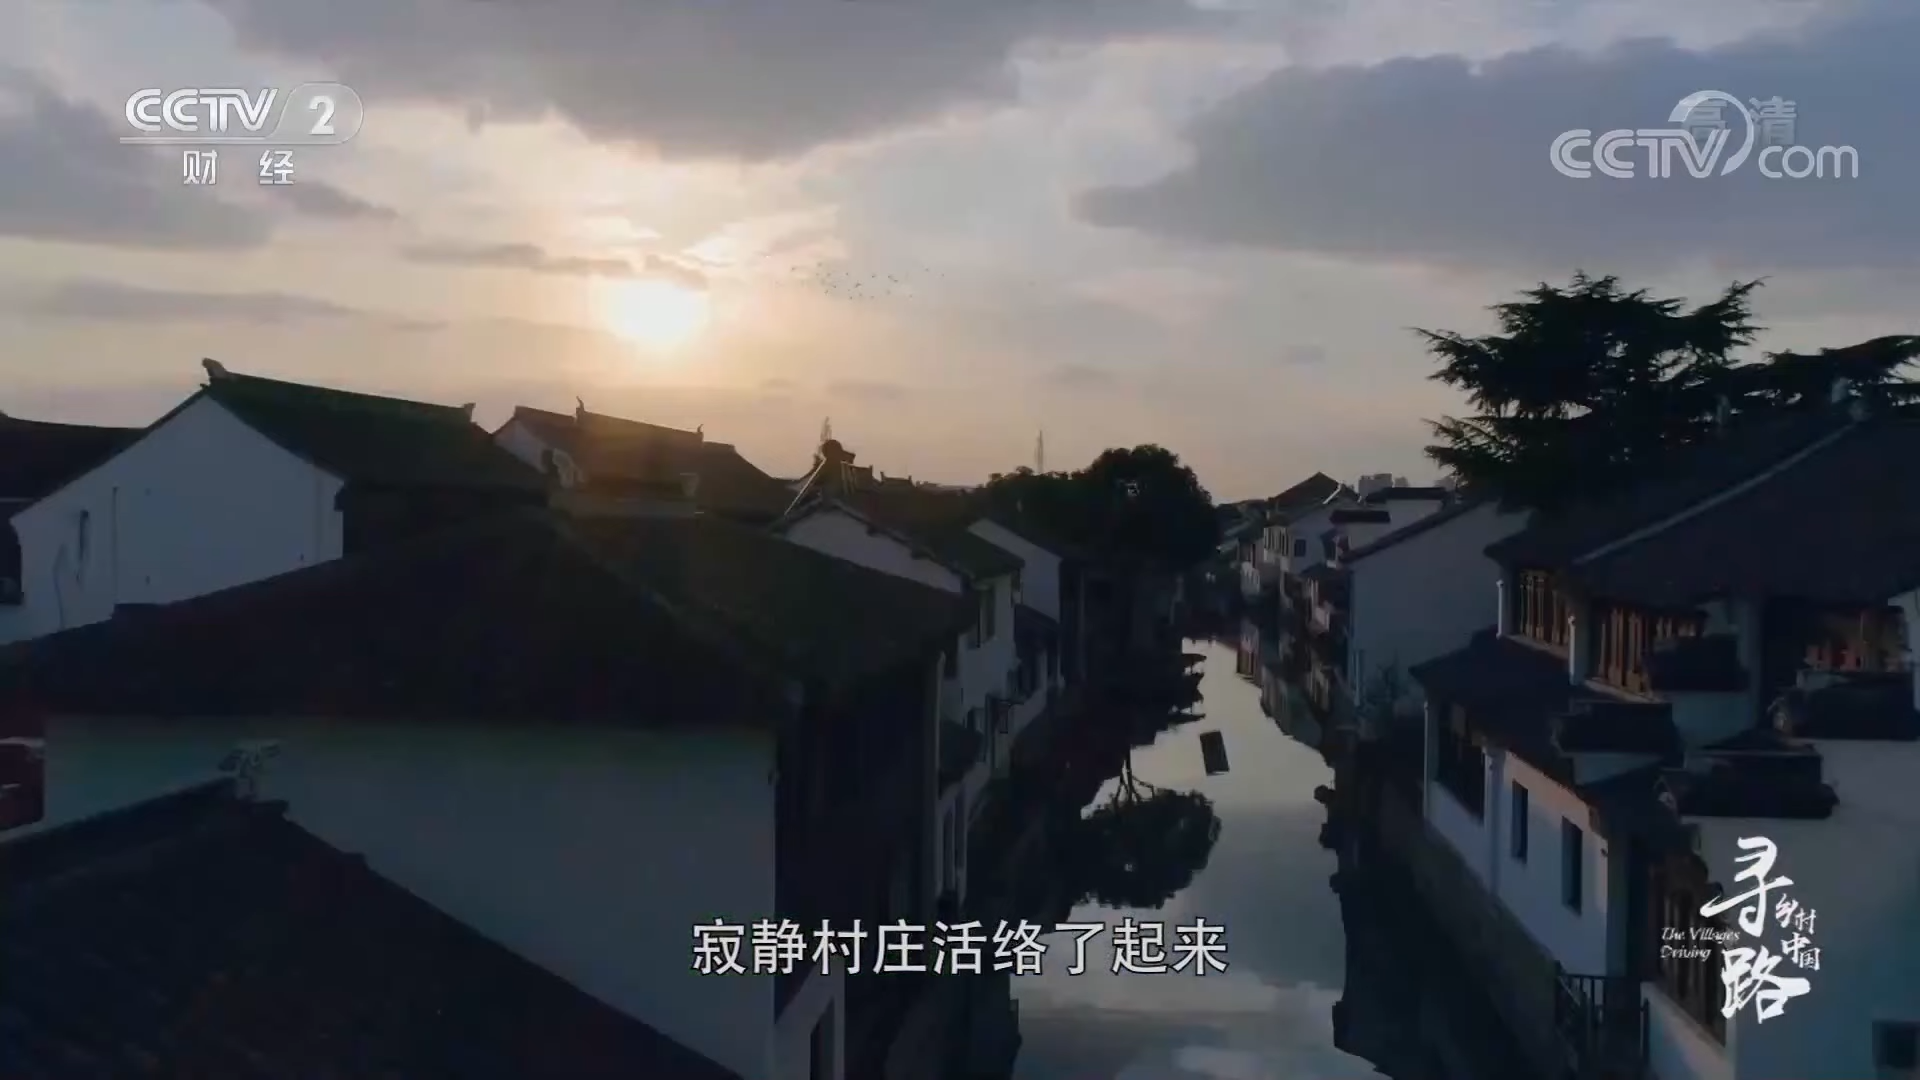 CCTV 2
财经
高清
CCTV com
寂静村庄活络了起来
寻路
乡村中国
The Villages
Driving